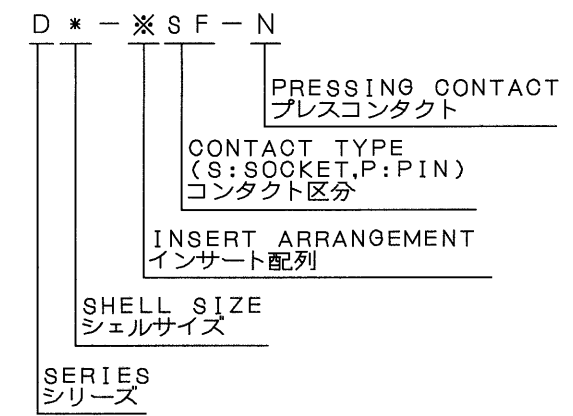 D * - ※ S F - N
PRESSING CONTACT
プレスコンタクト
CONTACT TYPE
(S:SOCKET,P:PIN)
コンタクト区分
INSERT ARRANGEMENT
インサート配列
SHELL SIZE
シェルサイズ
SERIES
シリーズ